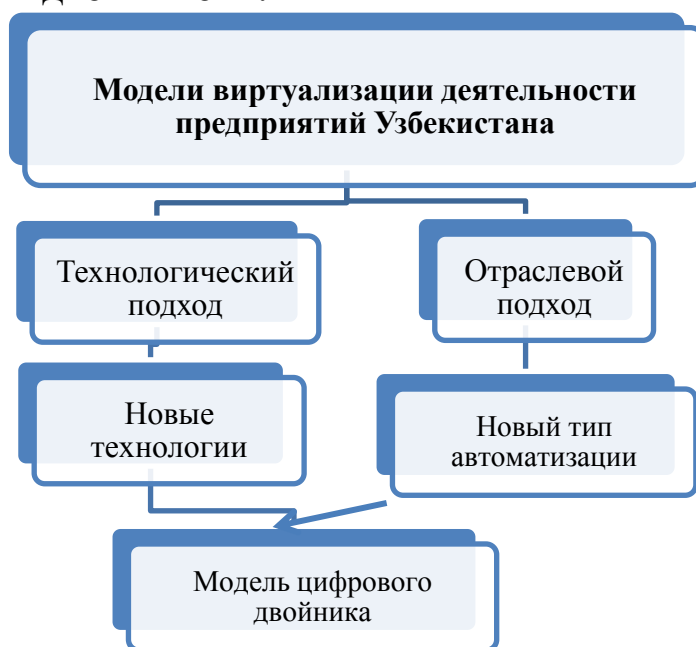 Модели виртуализации деятельности
предприятий Узбекистана
Технологический
подход
Отраслевой
подход
Новые
технологии
Новый тип
автоматизации
Модель цифрового
двойника